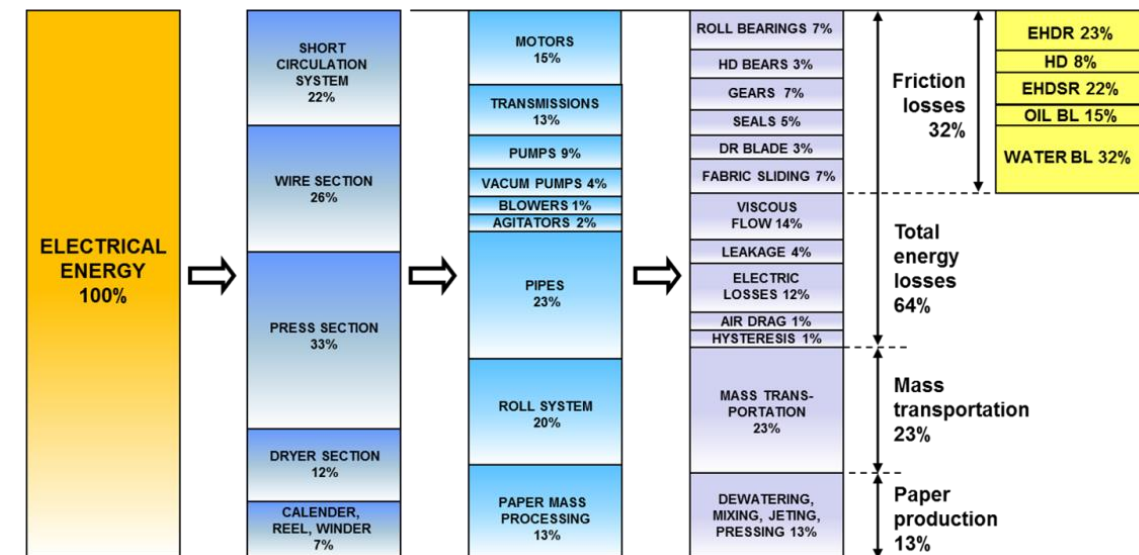 ELECTRICAL
ENERGY
100%
SHORT
CIRCULATION
SYSTEM
22%
WIRE SECTION
26%
PRESS SECTION
33%
DRYER SECTION
12%
CALENDER,
REEL, WINDER
7%
MOTORS
15%
TRANSMISSIONS
13%
PUMPS 9%
VACUM PUMPS 4%
BLOWERS 1%
AGITATORS 2%
PIPES
23%
ROLL SYSTEM
20%
PAPER MASS
PROCESSING
13%
ROLL BEARINGS 7%
HD BEARS 3%
GEARS 7%
SEALS 5%
DR BLADE 3%
FABRIC SLIDING 7%
VISCOUS
FLOW 14%
LEAKAGE 4%
ELECTRIC
LOSSES 12%
AIR DRAG 1%
HYSTERESIS 1%
MASS TRANS-
PORTATION
23%
DEWATERING,
MIXING, JETING,
PRESSING 13%
Friction
losses
32%
Total
energy
losses
64%
Mass
transportation
23%
Paper
production
13%
EHDR 23%
HD 8%
EHDSR 22%
OIL BL 15%
WATER BL 32%